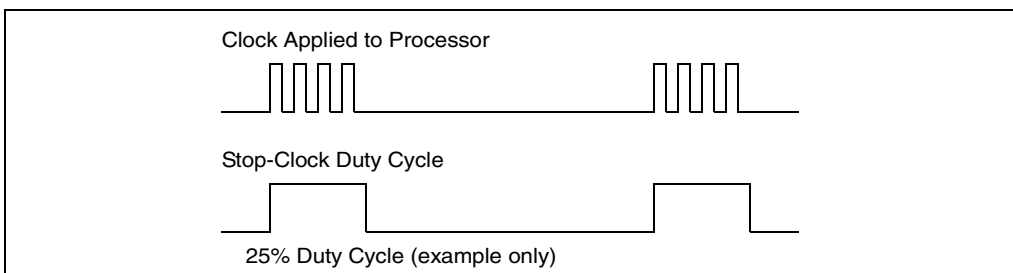 Clock Applied to Processor
Stop-Clock Duty Cycle
25% Duty Cycle (example only)